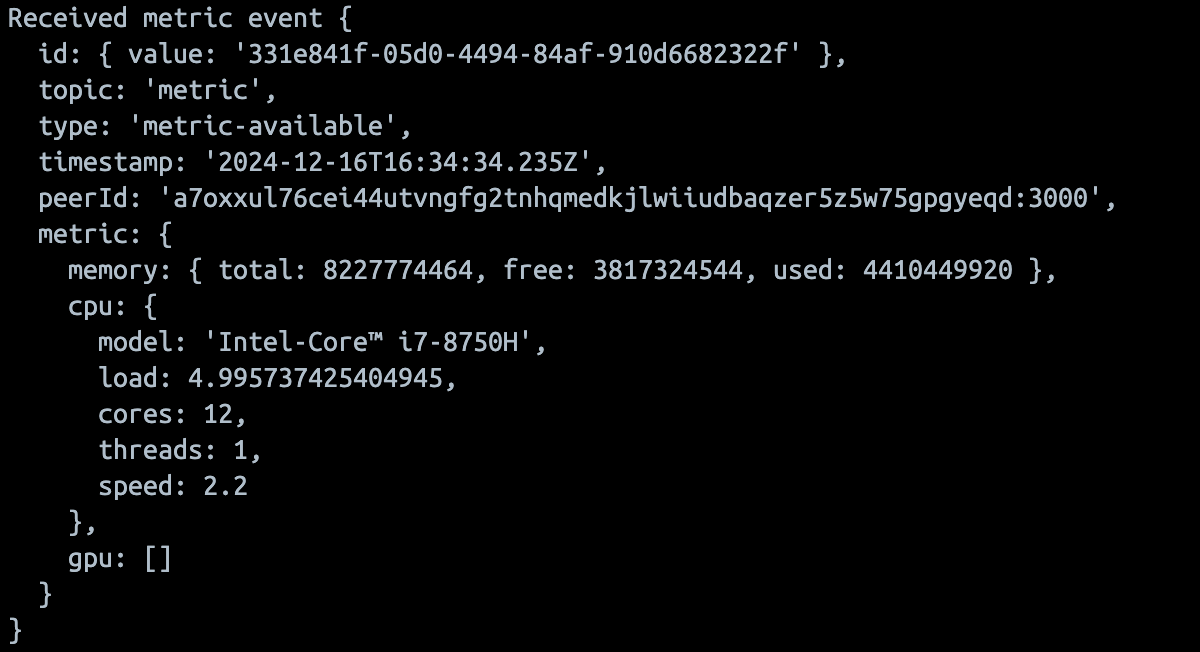 Received metric event {
  id: { value: '331e841f-05d0-4494-84af-910d6682322f' },
  topic: 'metric',
  type: 'metric-available',
  timestamp: '2024-12-16T16:34:34.235Z',
  peerId: 'a7oxxul76cei44utvngfg2tnhqmedkjlwiiudbaqzer5z5w75gpgyeqd:3000',
  metric: {
    memory: { total: 8227774464, free: 3817324544, used: 4410449920 },
    cpu: {
      model: 'Intel-Core™ i7-8750H',
      load: 4.995737425404945,
      cores: 12,
      threads: 1,
      speed: 2.2
    },
    gpu: []
  }
}